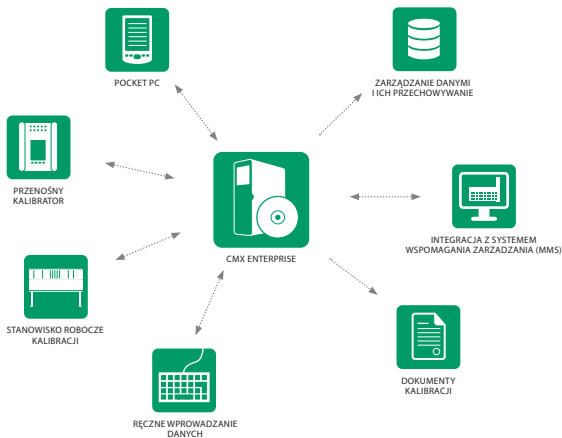 POCKET PC
ZARZĄDZANIE DANYMI
I ICH PRZECHOWYWANIE
PRZENOŚNY
KALIBRATOR
CMX ENTERPRISE
INTEGRACJA Z SYSTEMEM
WSPOMAGANIA ZARZADZANIA (MMS)
STANOWISKO ROBOCZE
KALIBRACJI
DOKUMENTY
KALIBRACJI
RĘCZNE WPROWADZANIE
DANYCH